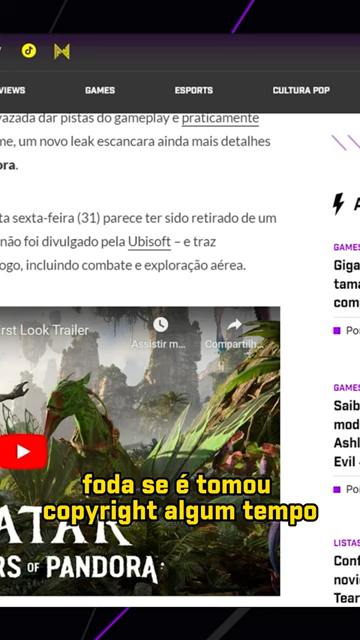 VIEWS
GAMES
ESPORTS
CULTURA POP
vazada dar pistas do gameplay e praticamente
me, um novo leak escancara ainda mais detalhes
ora.
ta sexta-feira (31) parece ter sido retirado de um
não foi divulgado pela Ubisoft – e traz
ogo, incluindo combate e exploração aérea.
irst Look Trailer
Assistir m...
Compartilh...
foda se é tomou
copyright algum tempo
ATAR
RS OF PANDORA
GAMES
Giga
tama
com
Po
GAMES
Saib
mod
Ashl
Evil
Po
LISTAS
Conf
novi
Tear